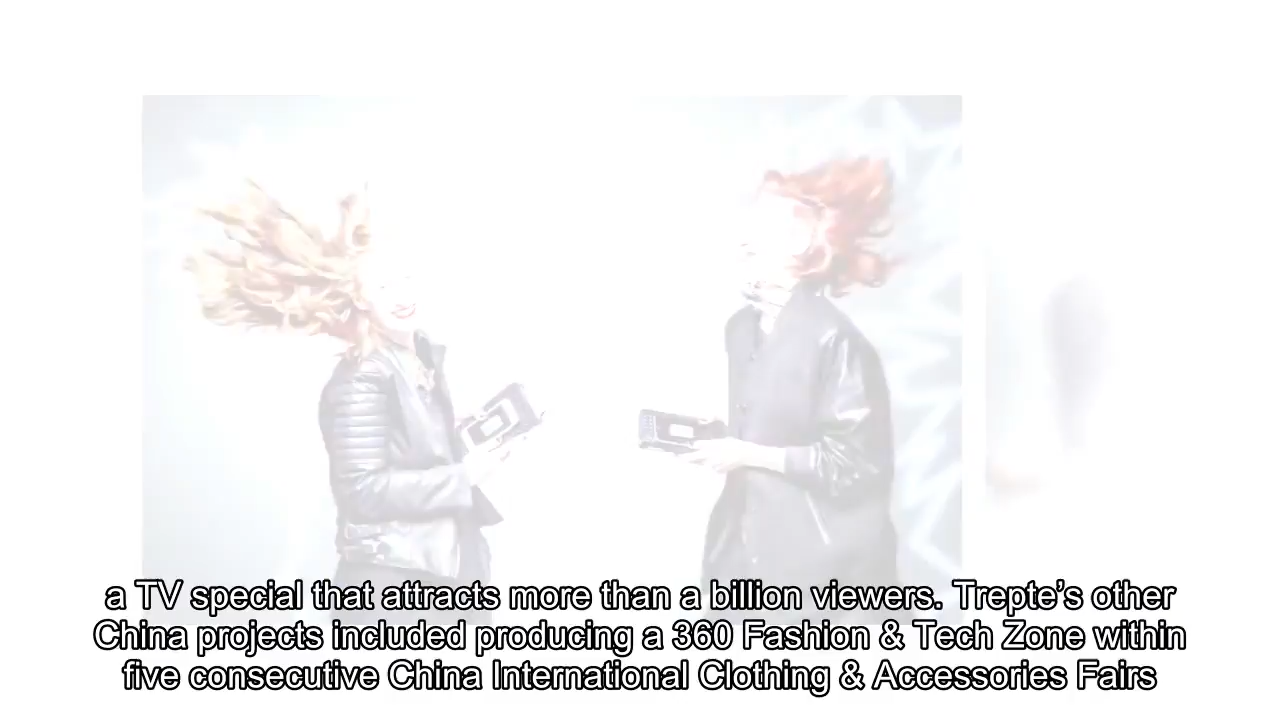 a TV special that attracts more than a billion viewers. Trepte’s other
China projects included producing a 360 Fashion & Tech Zone within
five consecutive China International Clothing & Accessories Fairs